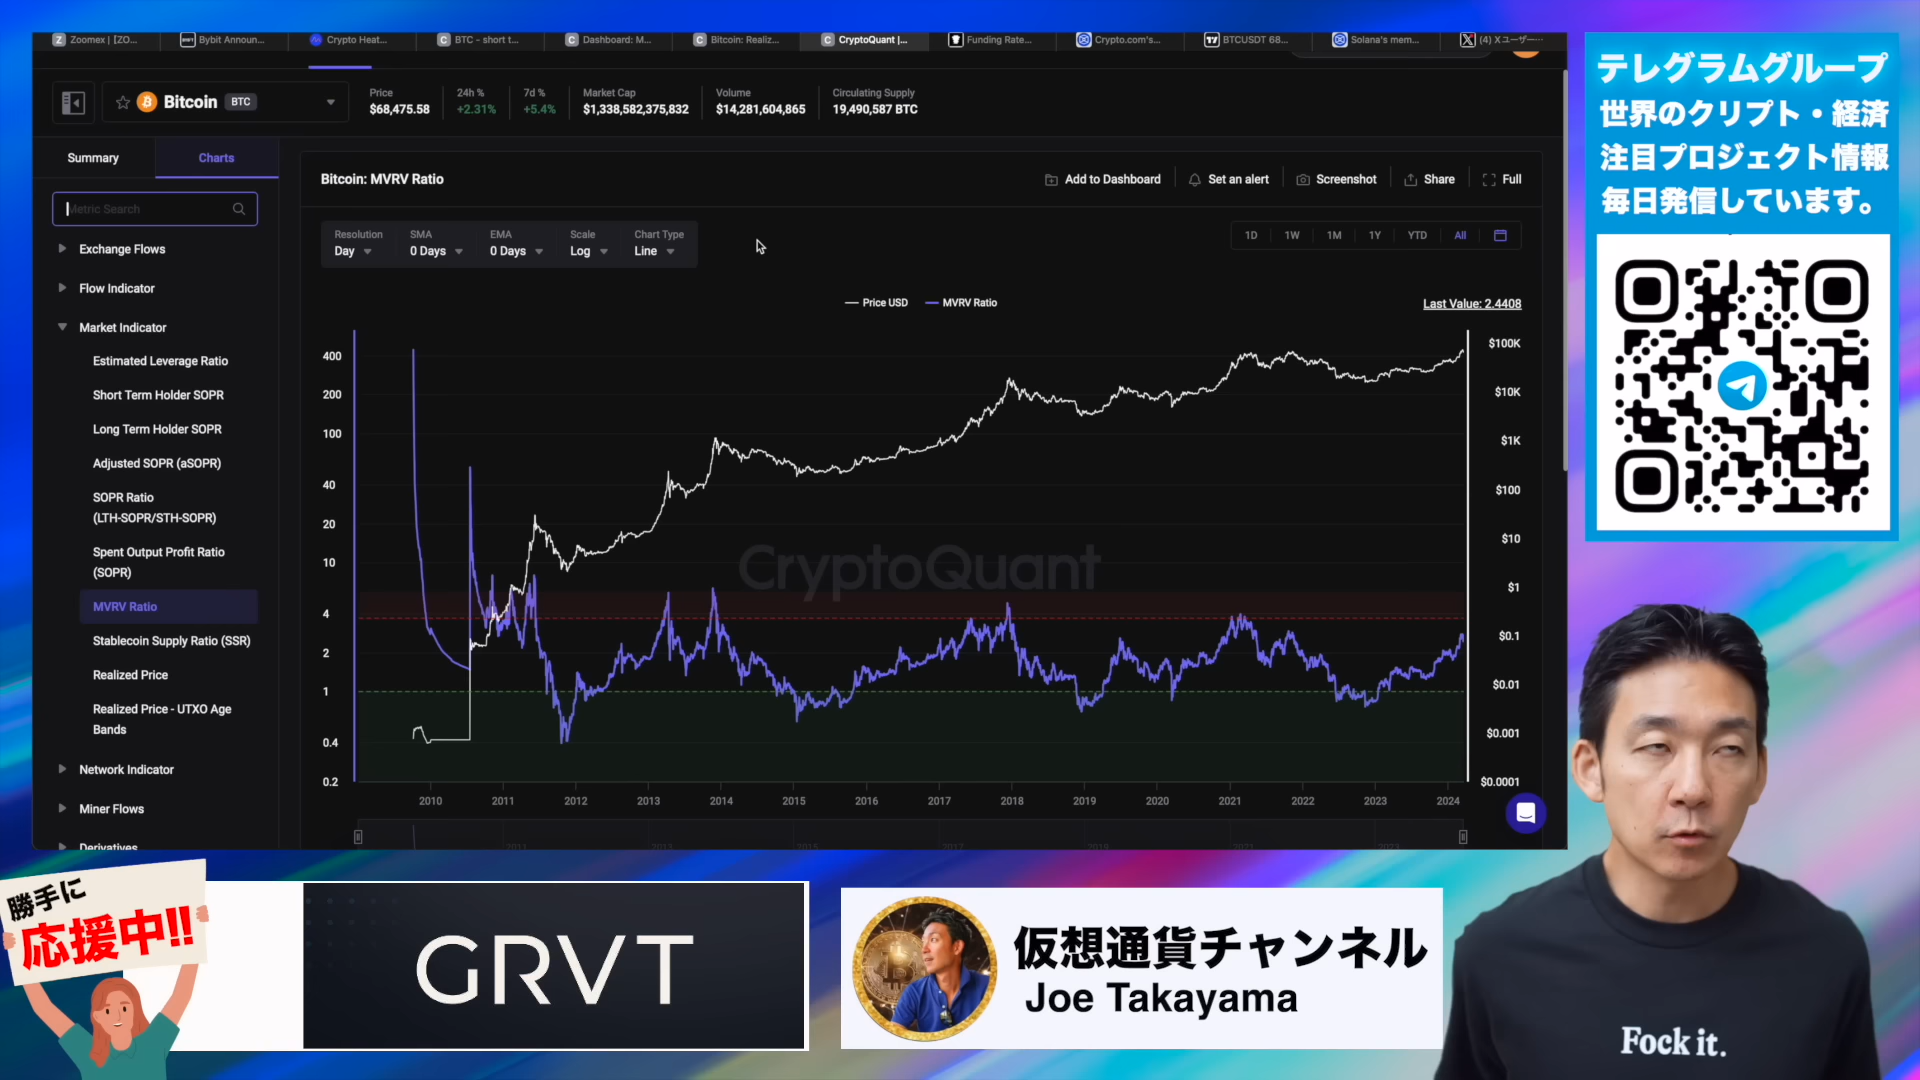 Zoomex | [ZO...
Bybit Announ...
Crypto Heat...
BTC - short t...
Dashboard: M...
Bitcoin: Realiz...
CryptoQuant |...
Funding Rate...
Crypto.com's...
BTCUSDT 68...
Solana's mem...
(4) Xユーザー...
Bitcoin BTC
Price
$68,475.58
24h %
+2.31%
7d %
+5.4%
Market Cap
$1,338,582,375,832
Volume
$14,281,604,865
Circulating Supply
19,490,587 BTC
Summary
Charts
Metric Search
Exchange Flows
Flow Indicator
Market Indicator
Estimated Leverage Ratio
Short Term Holder SOPR
Long Term Holder SOPR
Adjusted SOPR (aSOPR)
SOPR Ratio
(LTH-SOPR/STH-SOPR)
Spent Output Profit Ratio
(SOPR)
MVRV Ratio
Stablecoin Supply Ratio (SSR)
Realized Price
Realized Price - UTXO Age
Bands
Network Indicator
Miner Flows
Derivatives
Bitcoin: MVRV Ratio
Add to Dashboard
Set an alert
Screenshot
Share
Full
Resolution
Day
SMA
0 Days
EMA
0 Days
Scale
Log
Chart Type
Line
1D
1W
1M
1Y
YTD
All
Price USD
MVRV Ratio
Last Value: 2.4408
400
200
100
40
20
10
4
2
1
0.4
0.2
$100K
$10K
$1K
$100
$10
$1
$0.1
$0.01
$0.001
$0.0001
CryptoQuant
2010 2011 2012 2013 2014 2015 2016 2017 2018 2019 2020 2021 2022 2023 2024
2011 2013 2015 2017 2019 2021 2023
テレグラムグループ
世界のクリプト・経済
注目プロジェクト情報
毎日発信しています。
勝手に
応援中!!
GRVT
仮想通貨チャンネル
Joe Takayama
Fock it.